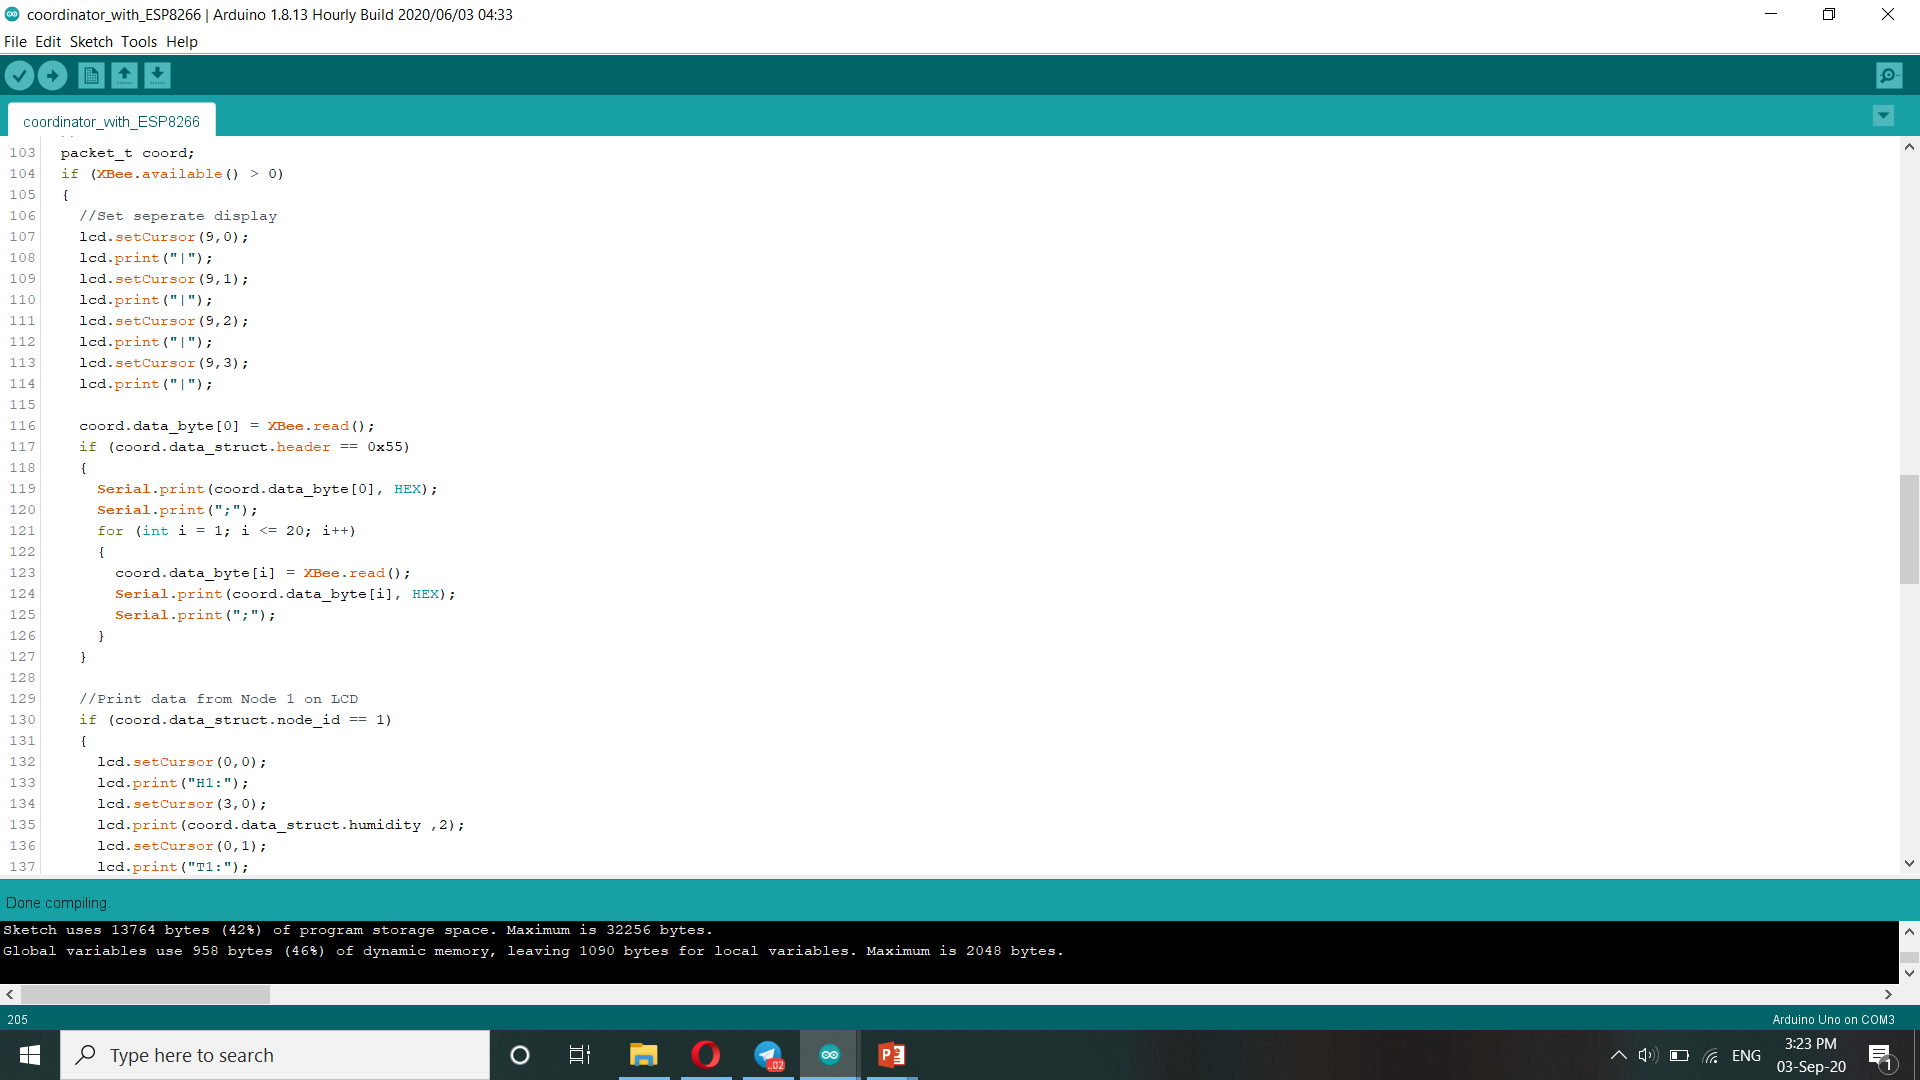 coordinator_with_ESP8266 | Arduino 1.8.13 Hourly Build 2020/06/03 04:33
File Edit Sketch Tools Help
coordinator_with_ESP8266
103 packet_t coord;
104 if (XBee.available() > 0)
105 {
106 //Set seperate display
107 lcd.setCursor(9,0);
108 lcd.print("|");
109 lcd.setCursor(9,1);
110 lcd.print("|");
111 lcd.setCursor(9,2);
112 lcd.print("|");
113 lcd.setCursor(9,3);
114 lcd.print("|");
115
116 coord.data_byte[0] = XBee.read();
117 if (coord.data_struct.header == 0x55)
118 {
119 Serial.print(coord.data_byte[0], HEX);
120 Serial.print(";");
121 for (int i = 1; i <= 20; i++)
122 {
123 coord.data_byte[i] = XBee.read();
124 Serial.print(coord.data_byte[i], HEX);
125 Serial.print(";");
126 }
127 }
128
129 //Print data from Node 1 on LCD
130 if (coord.data_struct.node_id == 1)
131 {
132 lcd.setCursor(0,0);
133 lcd.print("H1:");
134 lcd.setCursor(3,0);
135 lcd.print(coord.data_struct.humidity ,2);
136 lcd.setCursor(0,1);
137 lcd.print("T1:");
Done compiling.
Sketch uses 13764 bytes (42%) of program storage space. Maximum is 32256 bytes.
Global variables use 958 bytes (46%) of dynamic memory, leaving 1090 bytes for local variables. Maximum is 2048 bytes.
205
Arduino Uno on COM3
Type here to search
..02
ENG
3:23 PM
03-Sep-20
1